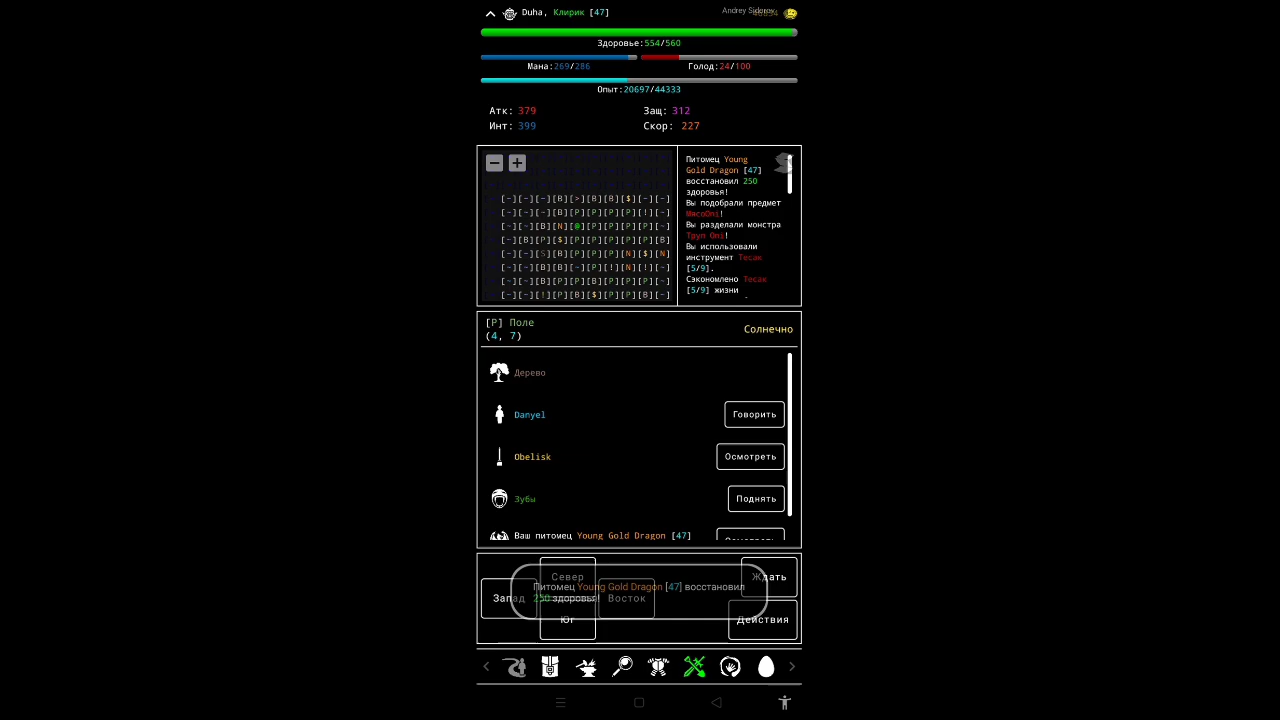 Duha, Клирик [47]
Andrey Siderov
Здоровье:554/560
Мана:269/286
Голод:24/100
Опыт:20697/44333
Атк: 379
Защ: 312
Инт: 399
Скор: 227
− +
[~][~][~][B][>][B][B][$][~][~]
[~][~][~][B][P][P][P][P][!][~]
[~][~][B][N][@][P][P][P][P][~]
[~][B][P][$][P][P][P][P][P][B]
[~][~][S][B][P][P][P][N][$][N]
[~][~][B][B][~][P][!][N][!][~]
[~][B][P][P][P][B][P][P][P][~]
[~][~][!][P][B][$][P][P][B][~]
Питомец Young
Gold Dragon [47]
восстановил 250
здоровья!
Вы подобрали предмет
МясоOni!
Вы разделали монстра
Труп Oni!
Вы использовали
инструмент Тесак
[5/9].
Сэкономлено Тесак
[5/9] жизни
[P] Поле
(4, 7)
Солнечно
Дерево
Danyel
Говорить
Obelisk
Осмотреть
Зубы
Поднять
Ваш питомец Young Gold Dragon [47]
Осмотреть
Север
Ждать
Питомец Young Gold Dragon [47] восстановил
250 здоровья!
Запад
Восток
Юг
Действия